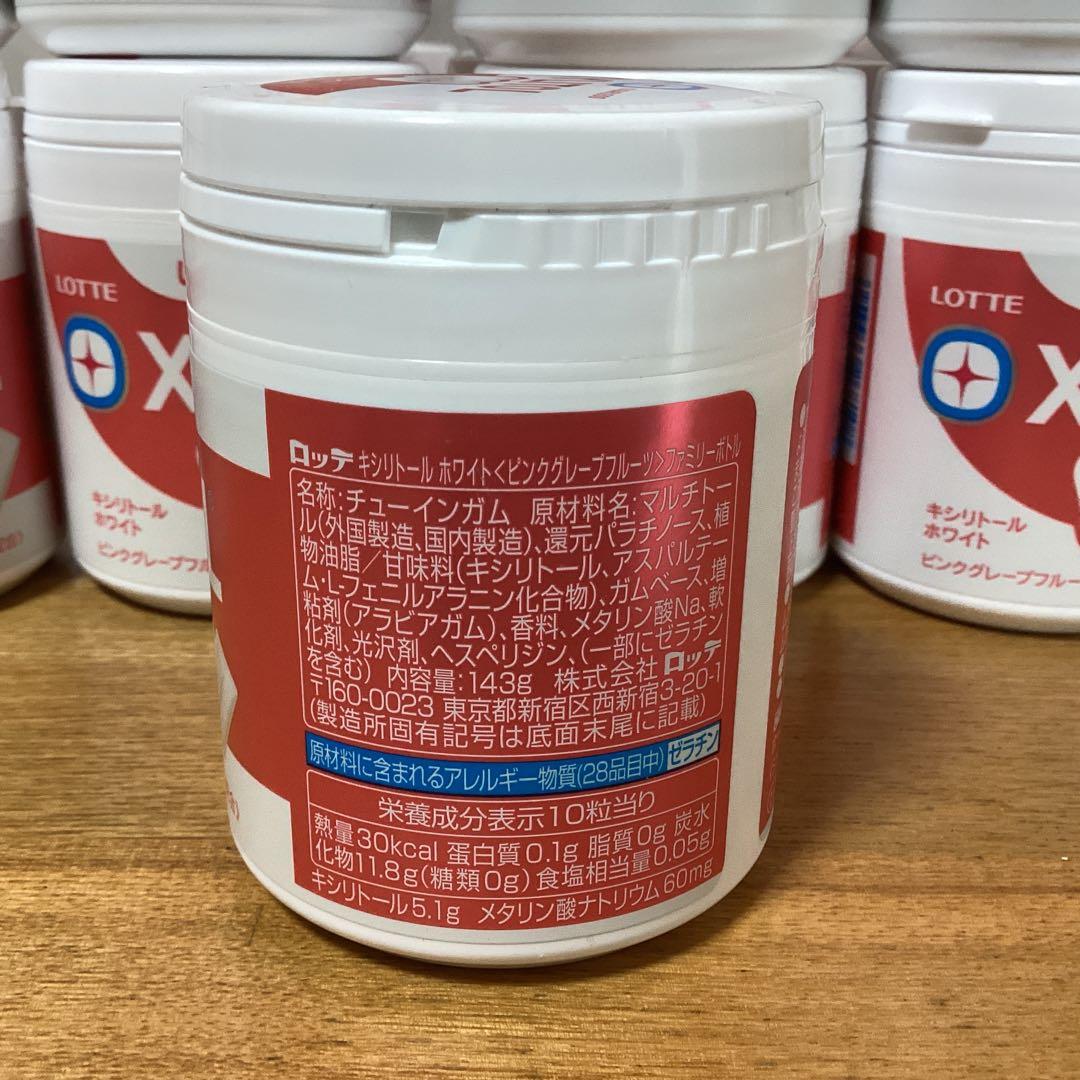 ロッテ キシリトール ホワイト<ピンクグレープフルーツ>ファミリーボトル
名称:チューインガム 原材料名:マルチトー
ル(外国製造、国内製造)、還元パラチノース、植
物油脂/甘味料(キシリトール、アスパルテー
ム・L-フェニルアラニン化合物)、ガムベース、増
粘剤(アラビアガム)、香料、メタリン酸Na、軟
化剤、光沢剤、ヘスペリジン、(一部にゼラチン
を含む) 内容量:143g 株式会社 ロッテ
〒160-0023 東京都新宿区西新宿3-20-1
(製造所固有記号は底面末尾に記載)
原材料に含まれるアレルギー物質(28品目中) ゼラチン
栄養成分表示10粒当り
熱量30kcal 蛋白質0.1g 脂質0g 炭水
化物11.8g(糖類0g)食塩相当量0.05g
キシリトール5.1g メタリン酸ナトリウム60mg
LOTTE
X
キシリトール
ホワイト
ピンクグレープフル
LOTTE
X
キシリトール
ホワイト
ピンクグレープフルー